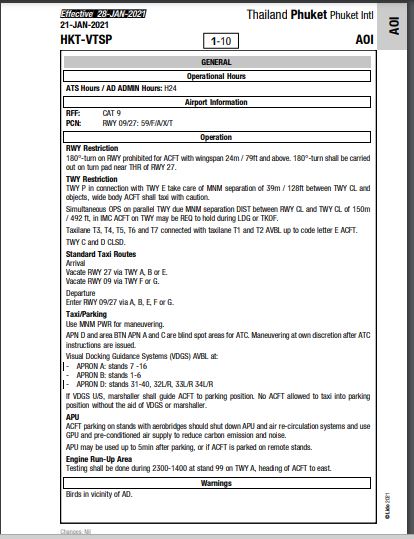 Effective 28-JAN-2021
21-JAN-2021
Thailand Phuket Phuket Intl
HKT-VTSP
1-10
AOI
AOI
GENERAL
Operational Hours
ATS Hours / AD ADMIN Hours: H24
Airport Information
RFF: CAT 9
PCN: RWY 09/27: 59/F/A/X/T
Operation
RWY Restriction
180°-turn on RWY prohibited for ACFT with wingspan 24m / 79ft and above. 180°-turn shall be carried
out on turn pad near THR of RWY 27.
TWY Restriction
TWY P in connection with TWY E take care of MNM separation of 39m / 128ft between TWY CL and
objects, wide body ACFT shall taxi with caution.
Simultaneous OPS on parallel TWY due MNM separation DIST between RWY CL and TWY CL of 150m
/ 492 ft, in IMC ACFT on TWY may be REQ to hold during LDG or TKOF.
Taxilane T3, T4, T5, T6 and T7 connected with taxilane T1 and T2 AVBL up to code letter E ACFT.
TWY C and D CLSD.
Standard Taxi Routes
Arrival
Vacate RWY 27 via TWY A, B or E.
Vacate RWY 09 via TWY F or G.
Departure
Enter RWY 09/27 via A, B, E, F or G.
Taxi/Parking
Use MNM PWR for maneuvering.
APN D and area BTN APN A and C are blind spot areas for ATC. Maneuvering at own discretion after ATC
instructions are issued.
Visual Docking Guidance Systems (VDGS) AVBL at:
- APRON A: stands 7 -16
- APRON B: stands 1-6
- APRON D: stands 31-40, 32L/R, 33L/R 34L/R
If VDGS U/S, marshaller shall guide ACFT to parking position. No ACFT allowed to taxi into parking
position without the aid of VDGS or marshaller.
APU
ACFT parking on stands with aerobridges should shut down APU and air re-circulation systems and use
GPU and pre-conditioned air supply to reduce carbon emission and noise.
APU may be used up to 5min after parking, or if ACFT is parked on remote stands.
Engine Run-Up Area
Testing shall be done during 2300-1400 at stand 99 on TWY A, heading of ACFT to east.
Warnings
Birds in vicinity of AD.
© Lido 2021
Changes: Nil